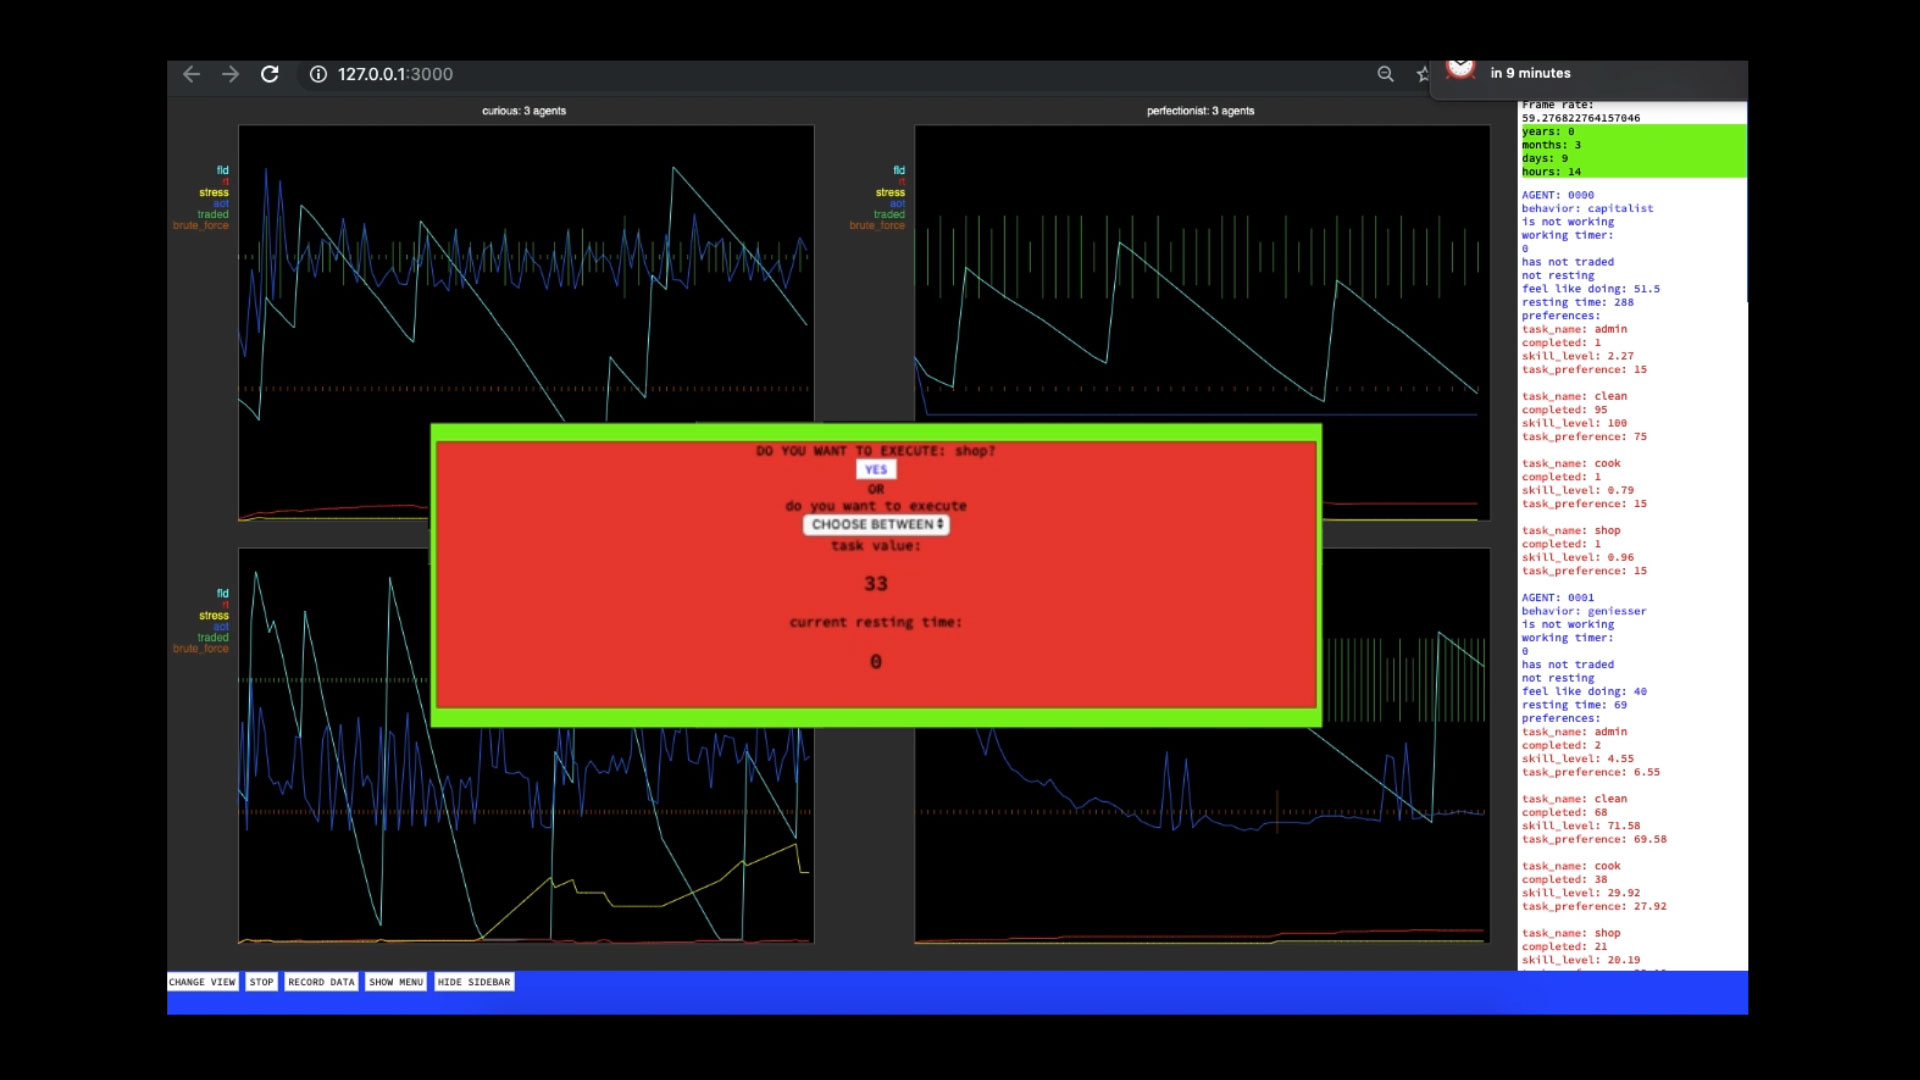 127.0.0.1:3000
in 9 minutes
curious: 3 agents
perfectionist: 3 agents
fld
rt
stress
aot
traded
brute_force
fld
rt
stress
aot
traded
brute_force
fld
rt
stress
aot
traded
brute_force
DO YOU WANT TO EXECUTE: shop?
YES
OR
do you want to execute
CHOOSE BETWEEN
task value:
33
current resting time:
0
Frame rate:
59.276822764157046
years: 0
months: 3
days: 9
hours: 14
AGENT: 0000
behavior: capitalist
is not working
working timer:
0
has not traded
not resting
feel like doing: 51.5
resting time: 288
preferences:
task_name: admin
completed: 1
skill_level: 2.27
task_preference: 15
task_name: clean
completed: 95
skill_level: 100
task_preference: 75
task_name: cook
completed: 1
skill_level: 0.79
task_preference: 15
task_name: shop
completed: 1
skill_level: 0.96
task_preference: 15
AGENT: 0001
behavior: geniesser
is not working
working timer:
0
has not traded
not resting
feel like doing: 40
resting time: 69
preferences:
task_name: admin
completed: 2
skill_level: 4.55
task_preference: 6.55
task_name: clean
completed: 68
skill_level: 71.58
task_preference: 69.58
task_name: cook
completed: 38
skill_level: 29.92
task_preference: 27.92
task_name: shop
completed: 21
skill_level: 20.19
CHANGE VIEW
STOP
RECORD DATA
SHOW MENU
HIDE SIDEBAR